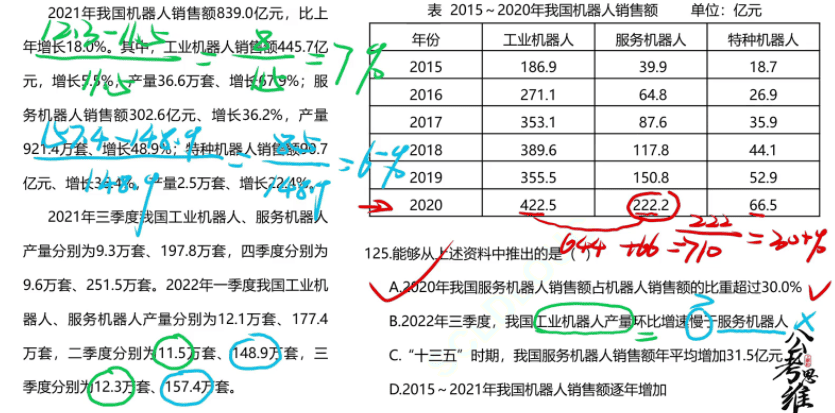 2021年我国机器人销售额839.0亿元，比上
年增长18.0%。其中，工业机器人销售额445.7亿
元，增长5.5%，产量36.6万套、增长67.9%；服
务机器人销售额302.6亿元、增长36.2%，产量
921.4万套、增长48.9%；特种机器人销售额90.7
亿元、增长36.4%，产量2.5万套、增长22.4%。
2021年三季度我国工业机器人、服务机器人
产量分别为9.3万套、197.8万套，四季度分别为
9.6万套、251.5万套。2022年一季度我国工业机
器人、服务机器人产量分别为12.1万套、177.4
万套，二季度分别为11.5万套、148.9万套，三
季度分别为12.3万套、157.4万套。
12.3-11.5
11.5
=
8
115
=7%
157.4-148.9
148.9
=
8.5
148.9
=6-%
表 2015～2020年我国机器人销售额 单位：亿元
年份 工业机器人 服务机器人 特种机器人
2015 186.9 39.9 18.7
2016 271.1 64.8 26.9
2017 353.1 87.6 35.9
2018 389.6 117.8 44.1
2019 355.5 150.8 52.9
2020 422.5 222.2 66.5
644+66=710
222
710
=30+%
125.能够从上述资料中推出的是（ ）
A.2020年我国服务机器人销售额占机器人销售额的比重超过30.0%
B.2022年三季度，我国工业机器人产量环比增速慢于服务机器人
C.“十三五”时期，我国服务机器人销售额年平均增加31.5亿元
D.2015～2021年我国机器人销售额逐年增加
公考思维